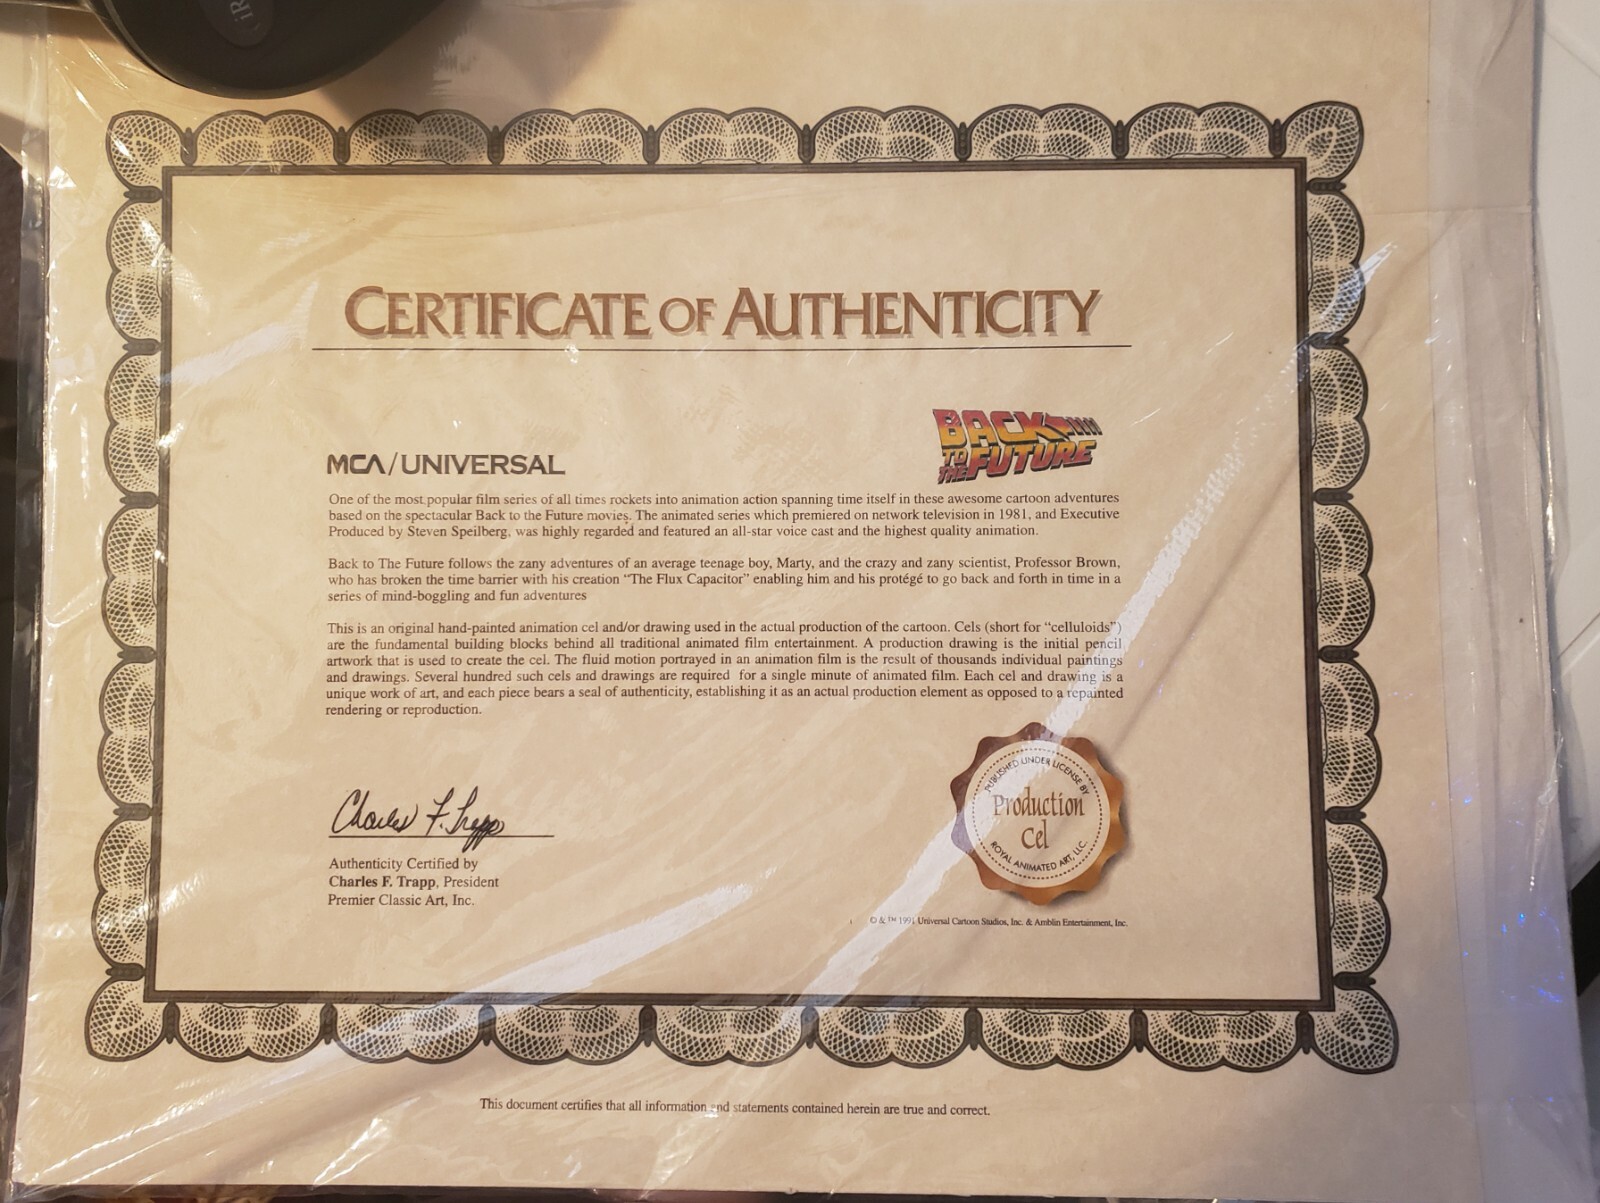 iR
CERTIFICATE OF AUTHENTICITY
MCA/UNIVERSAL
BACK
TO
THE FUTURE
One of the most popular film series of all times rockets into animation action spanning time itself in these awesome cartoon adventures
based on the spectacular Back to the Future movies. The animated series which premiered on network television in 1981, and Executive
Produced by Steven Speilberg, was highly regarded and featured an all-star voice cast and the highest quality animation.
Back to The Future follows the zany adventures of an average teenage boy, Marty, and the crazy and zany scientist, Professor Brown,
who has broken the time barrier with his creation “The Flux Capacitor” enabling him and his protégé to go back and forth in time in a
series of mind-boggling and fun adventures
This is an original hand-painted animation cel and/or drawing used in the actual production of the cartoon. Cels (short for “celluloids”)
are the fundamental building blocks behind all traditional animated film entertainment. A production drawing is the initial pencil
artwork that is used to create the cel. The fluid motion portrayed in an animation film is the result of thousands individual paintings
and drawings. Several hundred such cels and drawings are required for a single minute of animated film. Each cel and drawing is a
unique work of art, and each piece bears a seal of authenticity, establishing it as an actual production element as opposed to a repainted
rendering or reproduction.
Charles F. Trapp
Authenticity Certified by
Charles F. Trapp, President
Premier Classic Art, Inc.
PUBLISHED UNDER LICENSE BY
Production
Cel
ROYAL ANIMATED ART, LLC.
© & ™ 1991 Universal Cartoon Studios, Inc. & Amblin Entertainment, Inc.
This document certifies that all information and statements contained herein are true and correct.